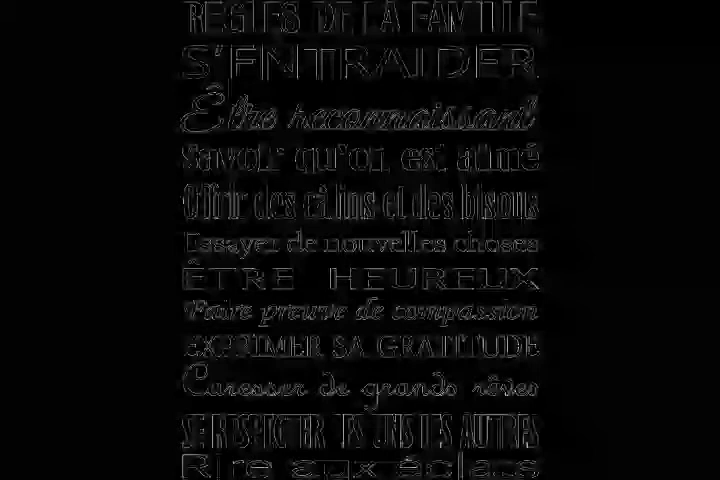 RÈGLES DE LA FAMILLE
S'ENTRAIDER
Être reconnaissant
Savoir qu'on est aimé
Offrir des câlins et des bisous
Essayer de nouvelles choses
ÊTRE HEUREUX
Faire preuve de compassion
EXPRIMER SA GRATITUDE
Caresser de grands rêves
SE RESPECTER LES UNS LES AUTRES
Rire aux éclats